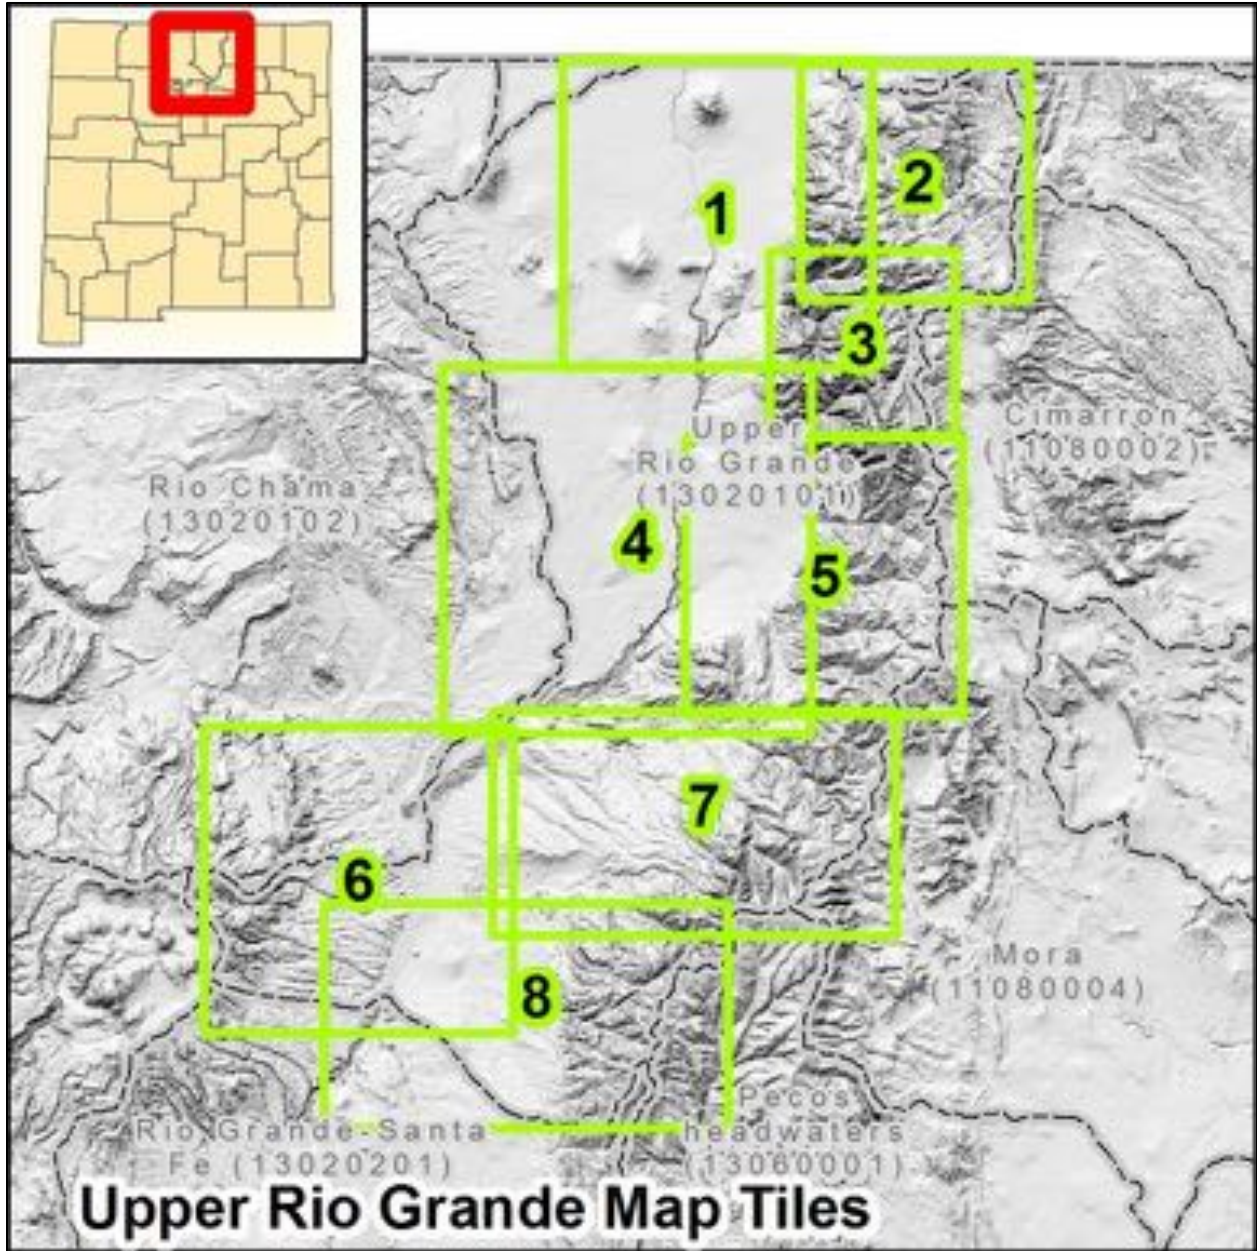 1
2
3
Cimarron
(11080002)
Upper
Rio Grande
(13020101)
Rio Chama
(13020102)
4
5
7
6
8
Mora
(11080004)
Pecos
headwaters
(13060001)
Rio Grande-Santa
Fe (13020201)
Upper Rio Grande Map Tiles